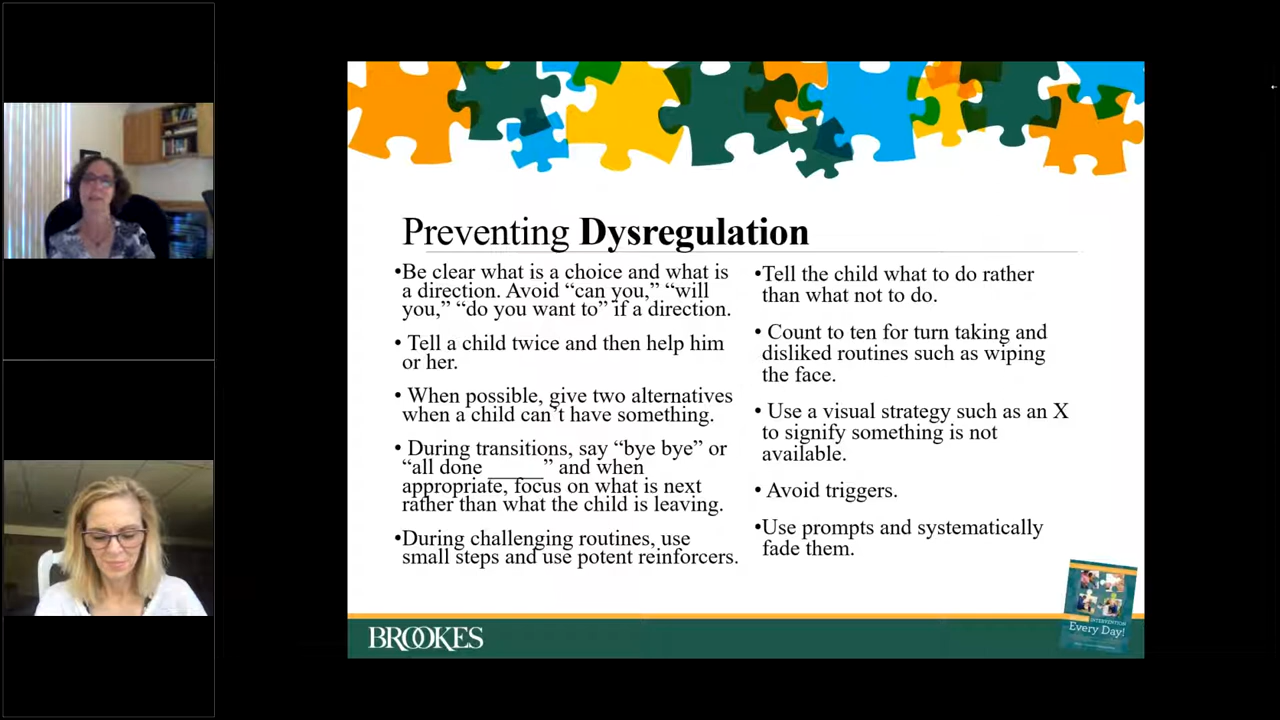 Preventing Dysregulation
•Be clear what is a choice and what is
a direction. Avoid “can you,” “will
you,” “do you want to” if a direction.
• Tell a child twice and then help him
or her.
• When possible, give two alternatives
when a child can’t have something.
• During transitions, say “bye bye” or
“all done _____” and when
appropriate, focus on what is next
rather than what the child is leaving.
•During challenging routines, use
small steps and use potent reinforcers.
•Tell the child what to do rather
than what not to do.
• Count to ten for turn taking and
disliked routines such as wiping
the face.
• Use a visual strategy such as an X
to signify something is not
available.
• Avoid triggers.
•Use prompts and systematically
fade them.
BROOKES
INTERVENTION
Every Day!